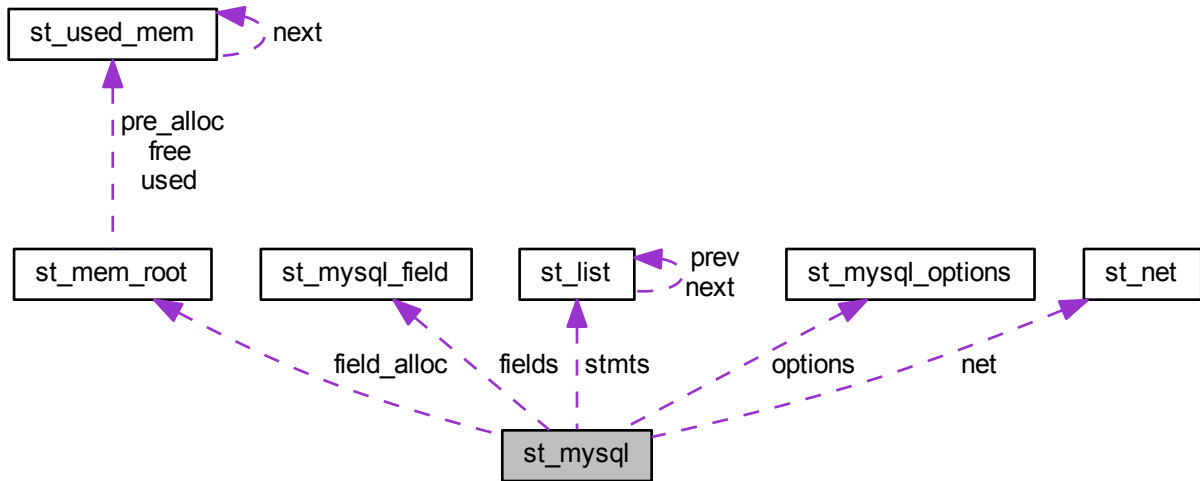 st_used_mem
next
pre_alloc
free
used
st_mem_root
st_mysql_field
st_list
prev
next
st_mysql_options
st_net
field_alloc
fields
stmts
options
net
st_mysql